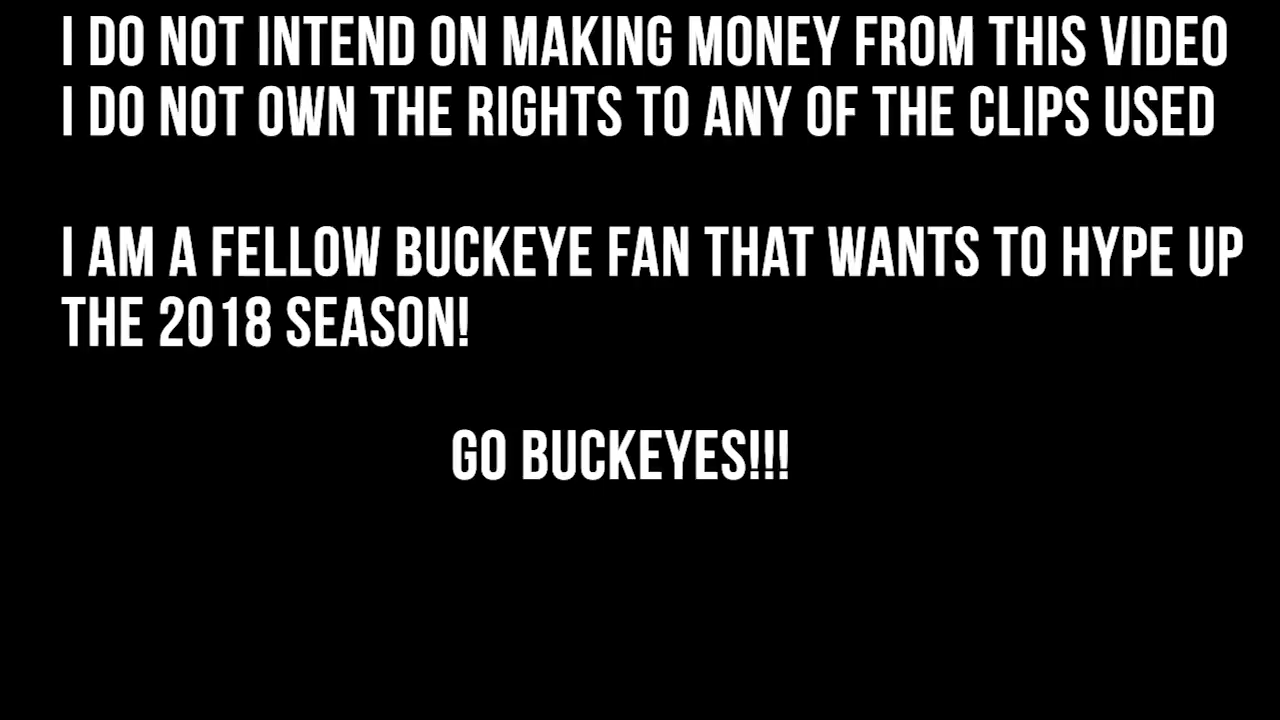 I DO NOT INTEND ON MAKING MONEY FROM THIS VIDEO
I DO NOT OWN THE RIGHTS TO ANY OF THE CLIPS USED
I AM A FELLOW BUCKEYE FAN THAT WANTS TO HYPE UP
THE 2018 SEASON!
GO BUCKEYES!!!